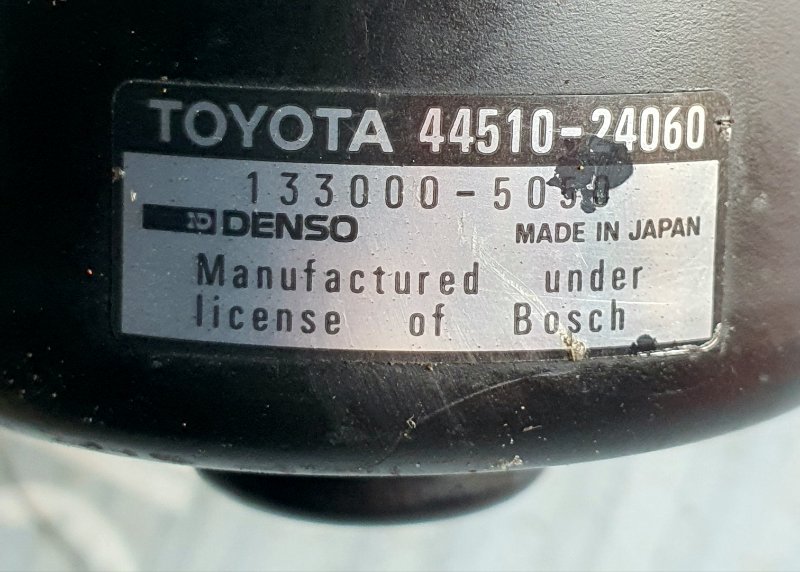 TOYOTA 44510-24060
DENSO MADE IN JAPAN
Manufactured under
license of Bosch